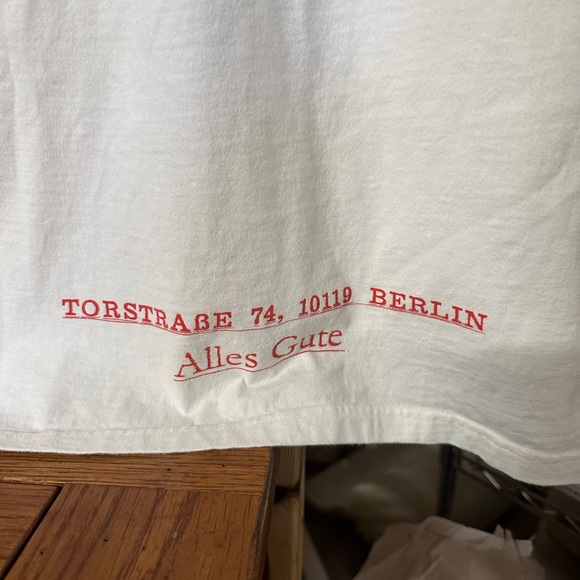 TORSTRAßE 74, 10119 BERLIN
Alles Gute